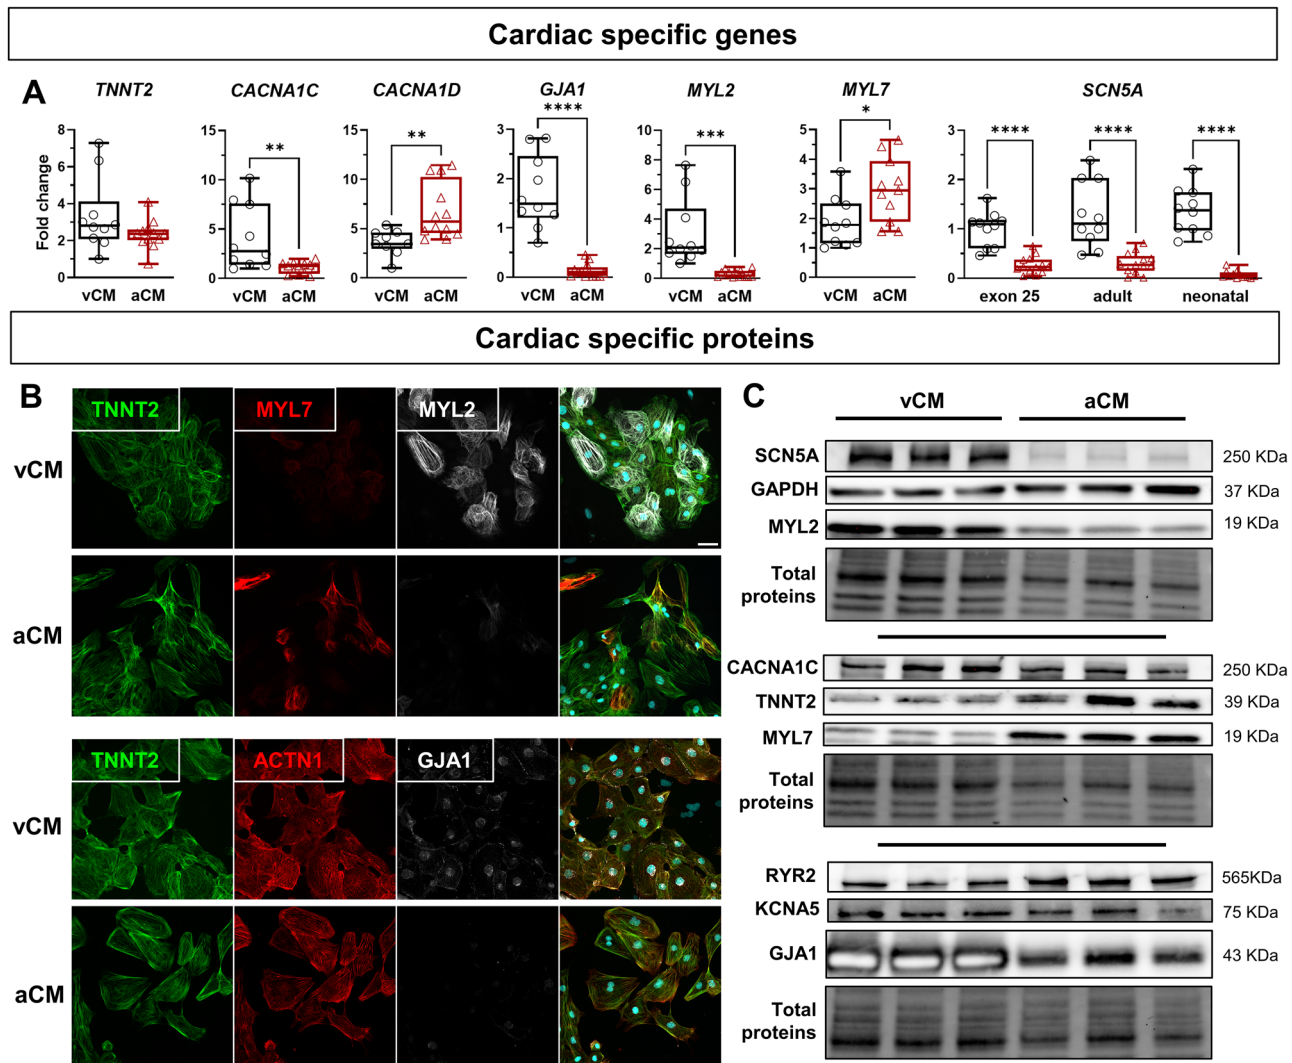 Cardiac specific genes
A
TNNT2
CACNA1C
CACNA1D
GJA1
MYL2
MYL7
SCN5A
Fold change
8
6
4
2
0
vCM
aCM
15
10
5
0
**
vCM
aCM
15
10
5
0
**
vCM
aCM
3
2
1
0
****
vCM
aCM
10
8
6
4
2
0
***
vCM
aCM
5
4
3
2
1
0
*
vCM
aCM
3
2
1
0
****
****
****
exon 25
adult
neonatal
Cardiac specific proteins
B
TNNT2
MYL7
MYL2
vCM
aCM
TNNT2
ACTN1
GJA1
vCM
aCM
C
vCM
aCM
SCN5A
250 KDa
GAPDH
37 KDa
MYL2
19 KDa
Total
proteins
CACNA1C
250 KDa
TNNT2
39 KDa
MYL7
19 KDa
Total
proteins
RYR2
565KDa
KCNA5
75 KDa
GJA1
43 KDa
Total
proteins